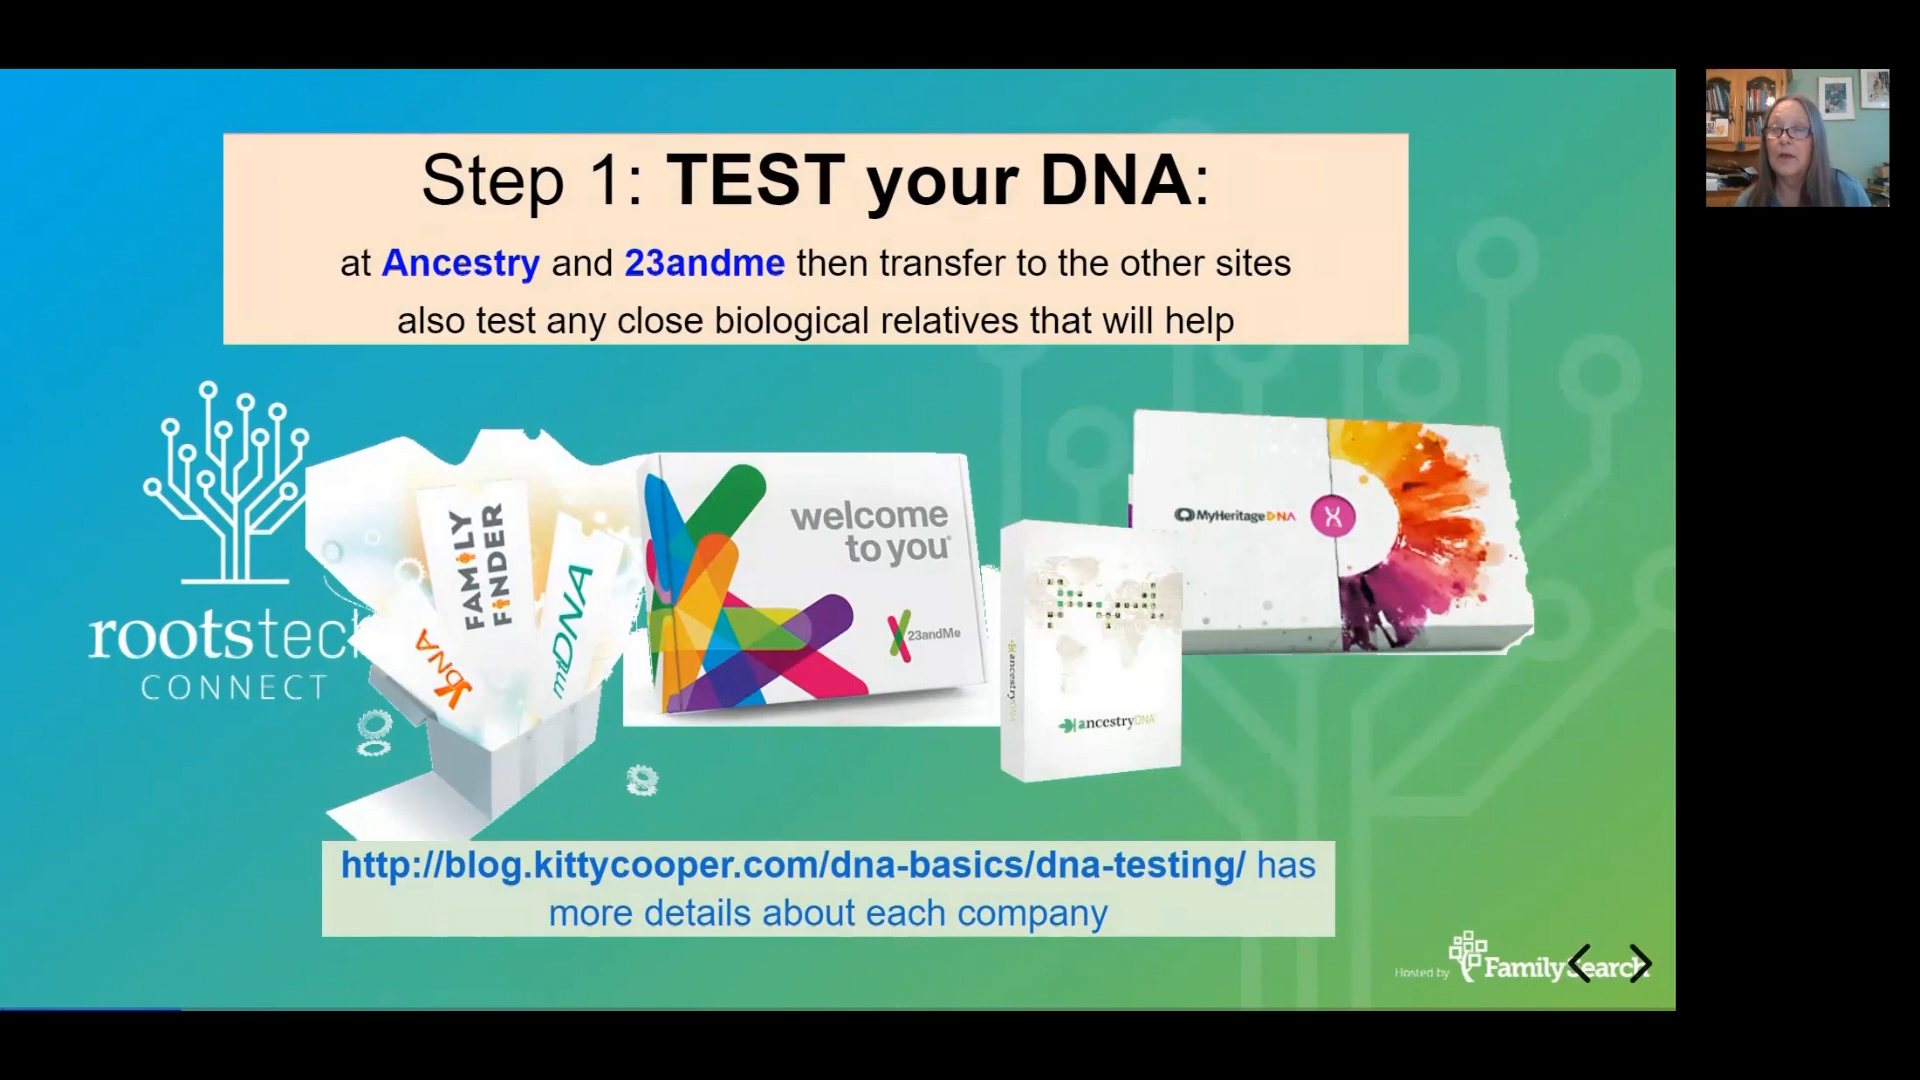 Step 1: TEST your DNA:
at Ancestry and 23andme then transfer to the other sites
also test any close biological relatives that will help
rootstech
CONNECT
FAMILY
FINDER
YDNA
mtDNA
welcome
to you
23andMe
ancestryDNA
ancestryDNA
MyHeritage DNA
http://blog.kittycooper.com/dna-basics/dna-testing/ has
more details about each company
Hosted by
FamilySearch